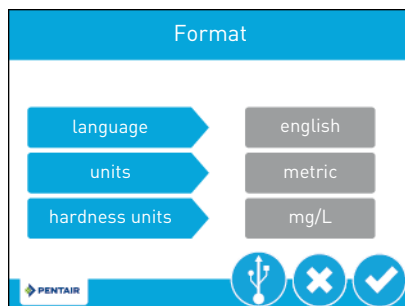 Format
language english
units metric
hardness units mg/L
PENTAIR